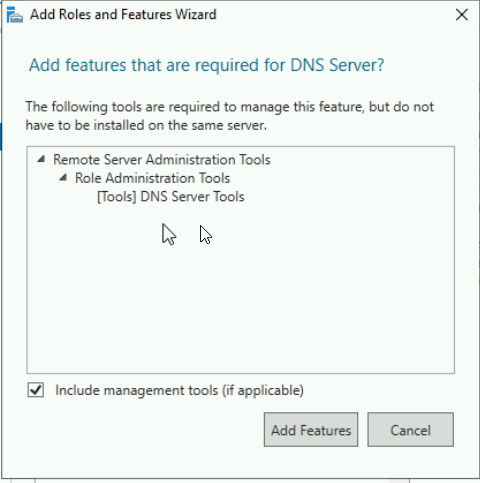 Add Roles and Features Wizard
Add features that are required for DNS Server?
The following tools are required to manage this feature, but do not
have to be installed on the same server.
Remote Server Administration Tools
Role Administration Tools
[Tools] DNS Server Tools
Include management tools (if applicable)
Add Features
Cancel